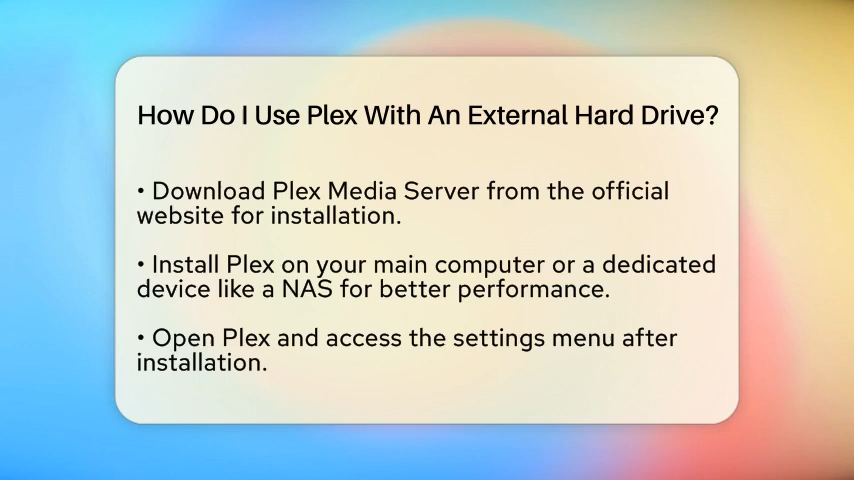 How Do I Use Plex With An External Hard Drive?
• Download Plex Media Server from the official
website for installation.
• Install Plex on your main computer or a dedicated
device like a NAS for better performance.
• Open Plex and access the settings menu after
installation.